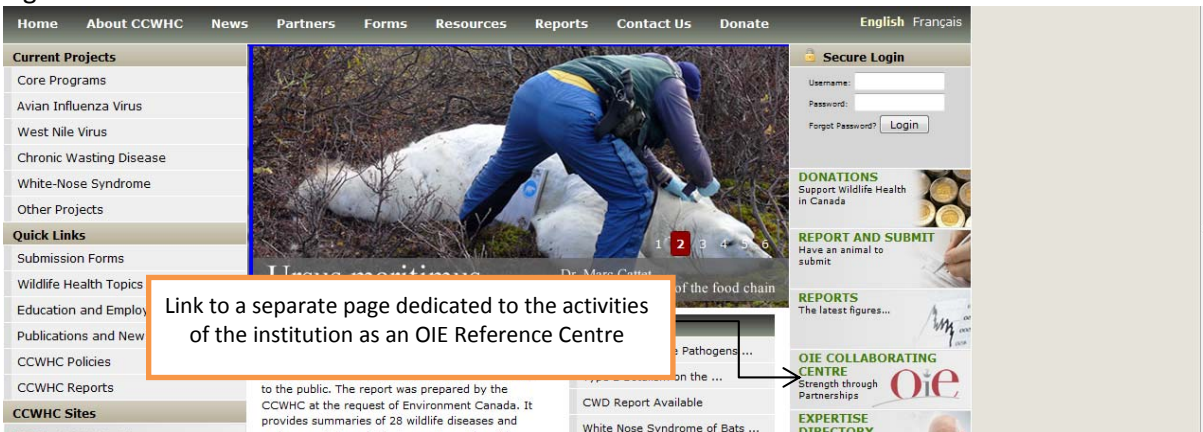 Home About CCWHC News Partners Forms Resources Reports Contact Us Donate English Français
Current Projects
Core Programs
Avian Influenza Virus
West Nile Virus
Chronic Wasting Disease
White-Nose Syndrome
Other Projects
Quick Links
Submission Forms
Wildlife Health Topics
Education and
Publications and
CCWHC Policies
CCWHC Reports
CCWHC Sites
1 2 3 4 5 6
Ursus maritimus
Dr. Marc Cattet
of the food chain
Link to a separate page dedicated to the activities
of the institution as an OIE Reference Centre
to the public. The report was prepared by the
CCWHC at the request of Environment Canada. It
provides summaries of 28 wildlife diseases and
Pathogens ...
on the ...
CWD Report Available
White Nose Syndrome of Bats ...
Secure Login
Username:
Password:
Forgot Password? Login
DONATIONS
Support Wildlife Health
in Canada
REPORT AND SUBMIT
Have an animal to
submit
REPORTS
The latest figures...
OIE COLLABORATING
CENTRE
Strength through
Partnerships
Oie
EXPERTISE
DIRECTORY